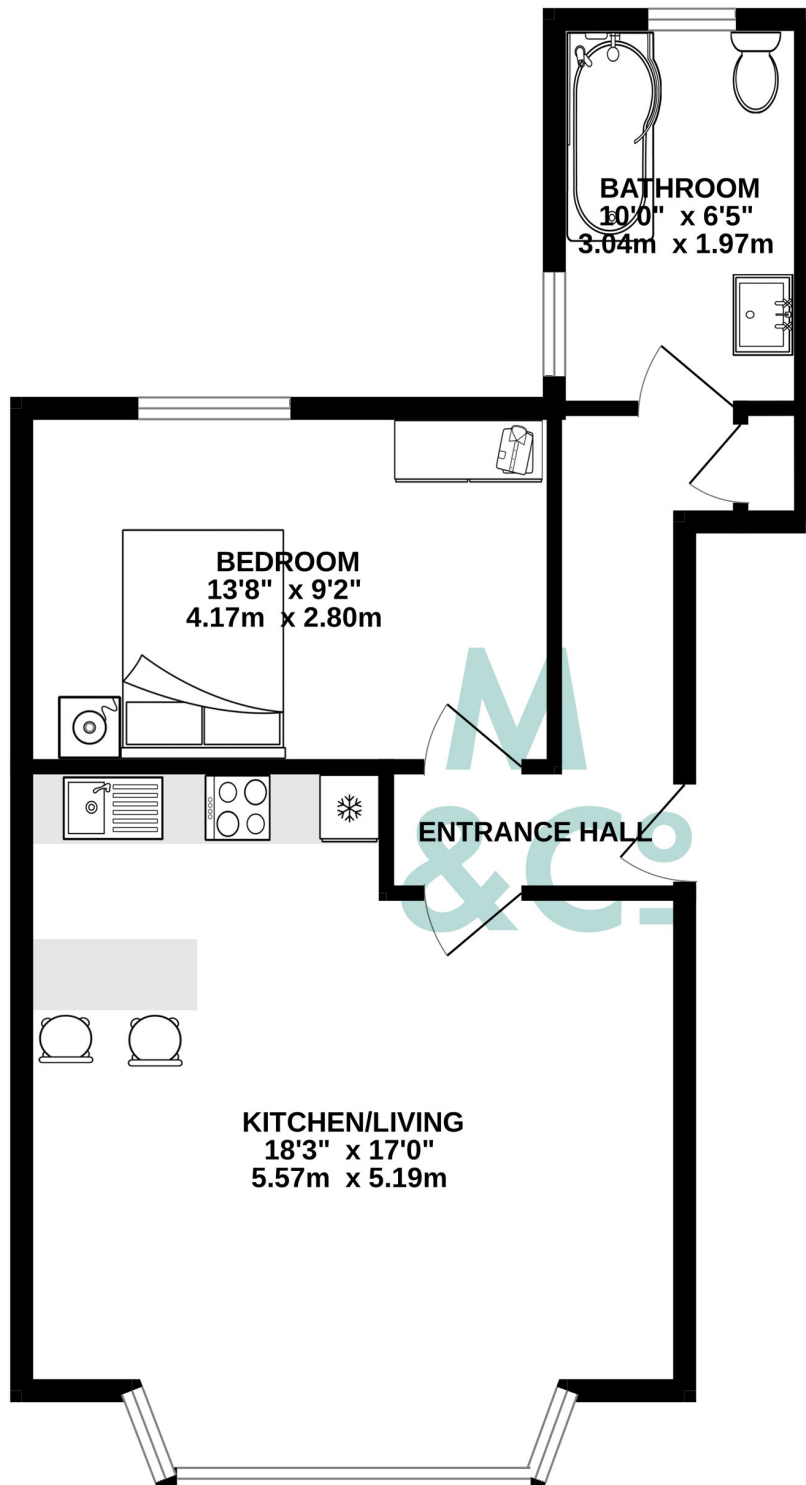 BATHROOM
10'0" x 6'5"
3.04m x 1.97m
BEDROOM
13'8" x 9'2"
4.17m x 2.80m
M
&Co
ENTRANCE HALL
KITCHEN/LIVING
18'3" x 17'0"
5.57m x 5.19m